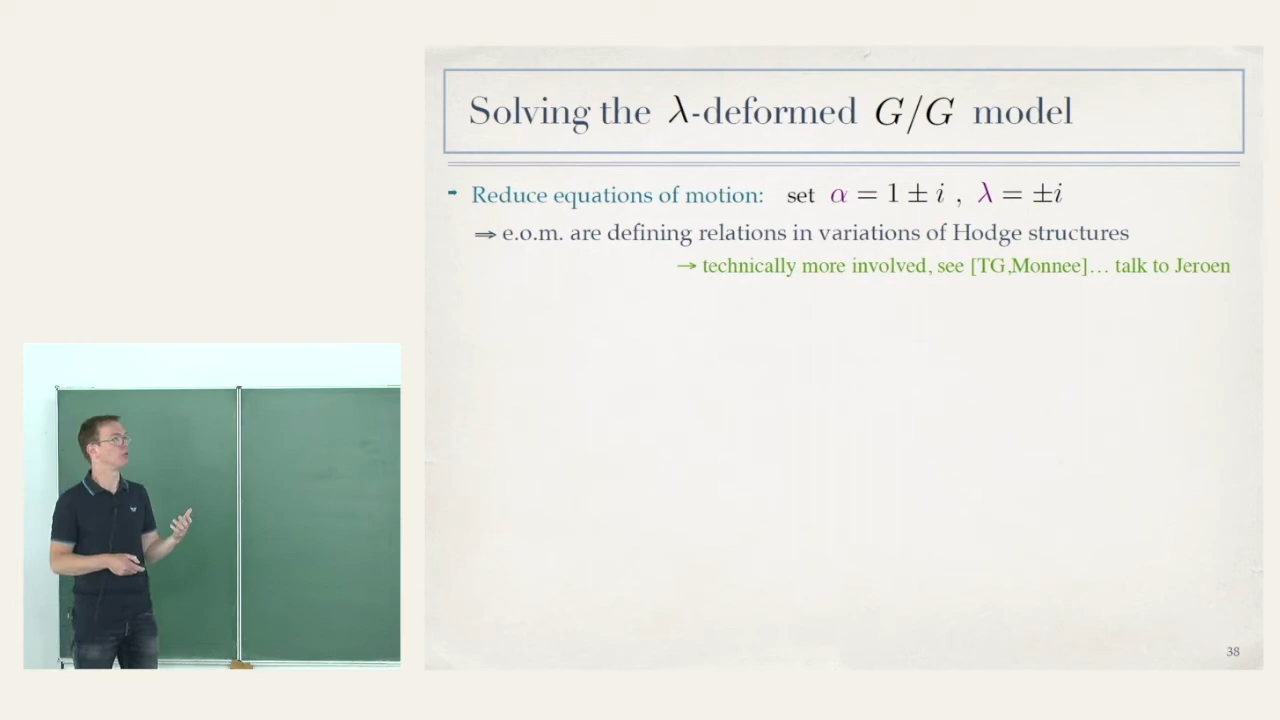 Solving the λ-deformed G/G model
➨ Reduce equations of motion: set α = 1 ± i , λ = ±i
⇒ e.o.m. are defining relations in variations of Hodge structures
→ technically more involved, see [TG,Monnee]… talk to Jeroen
38